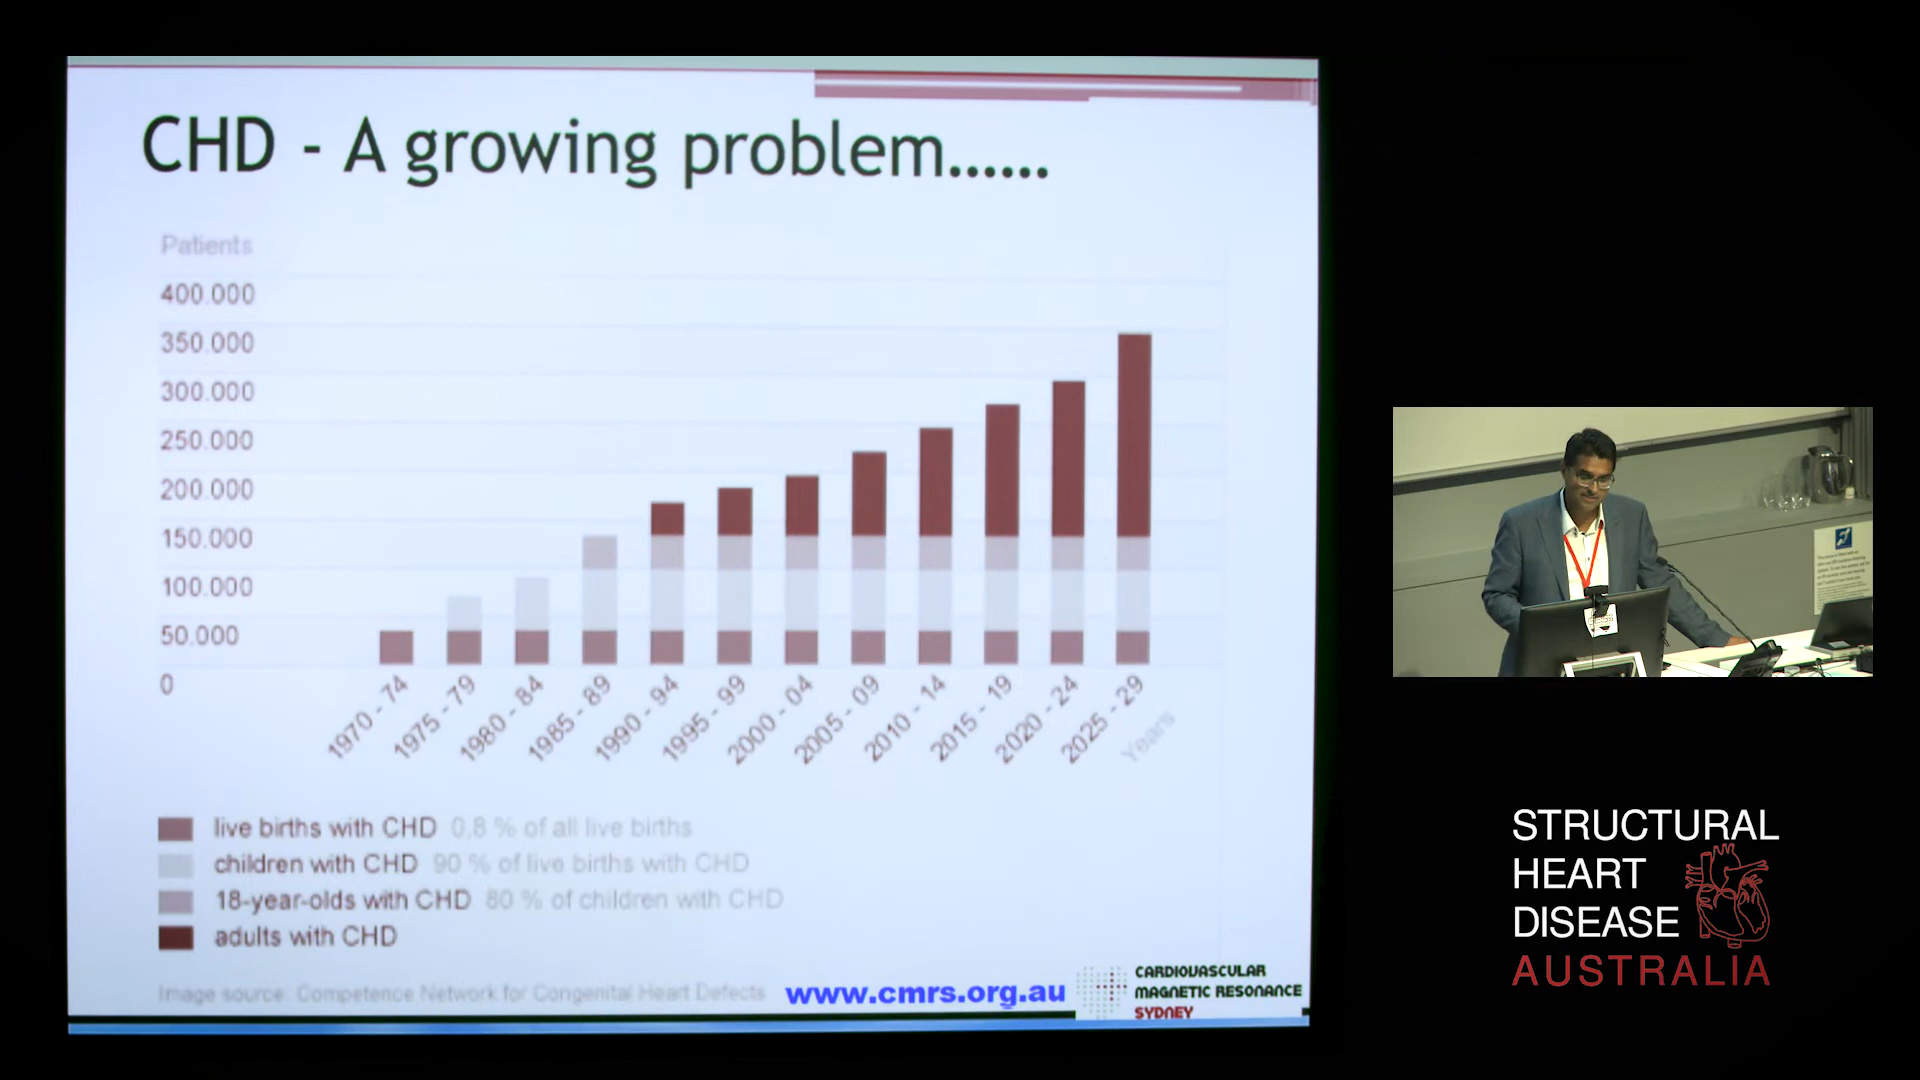 CHD - A growing problem......
Patients
400.000
350.000
300.000
250.000
200.000
150.000
100.000
50.000
0
1970 - 74
1975 - 79
1980 - 84
1985 - 89
1990 - 94
1995 - 99
2000 - 04
2005 - 09
2010 - 14
2015 - 19
2020 - 24
2025 - 29
Years
live births with CHD 0,8 % of all live births
children with CHD 90 % of live births with CHD
18-year-olds with CHD 80 % of children with CHD
adults with CHD
Image source: Competence Network for Congenital Heart Defects
www.cmrs.org.au
CARDIOVASCULAR
MAGNETIC RESONANCE
SYDNEY
STRUCTURAL
HEART
DISEASE
AUSTRALIA